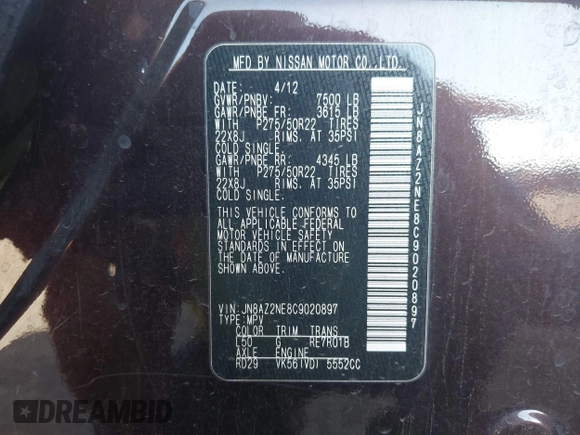 MFD BY NISSAN MOTOR CO.,LTD.
DATE: 4/12
GVWR/PNBV: 7500 LB
GAWR/PNBE FR: 3615 LB
WITH P275/50R22 TIRES
22X8J RIMS. AT 35PSI
COLD SINGLE.
GAWR/PNBE RR: 4345 LB
WITH P275/50R22 TIRES
22X8J RIMS. AT 35PSI
COLD SINGLE.
THIS VEHICLE CONFORMS TO
ALL APPLICABLE FEDERAL
MOTOR VEHICLE SAFETY
STANDARDS IN EFFECT ON
THE DATE OF MANUFACTURE
SHOWN ABOVE.
VIN: JN8AZ2NE8C9020897
TYPE: MPV
COLOR TRIM TRANS
L50 G RE7R01B
AXLE ENGINE
RD29 VK56(VD) 5552CC
JN8AZ2NE8C9020897
RAWBIDAUTO